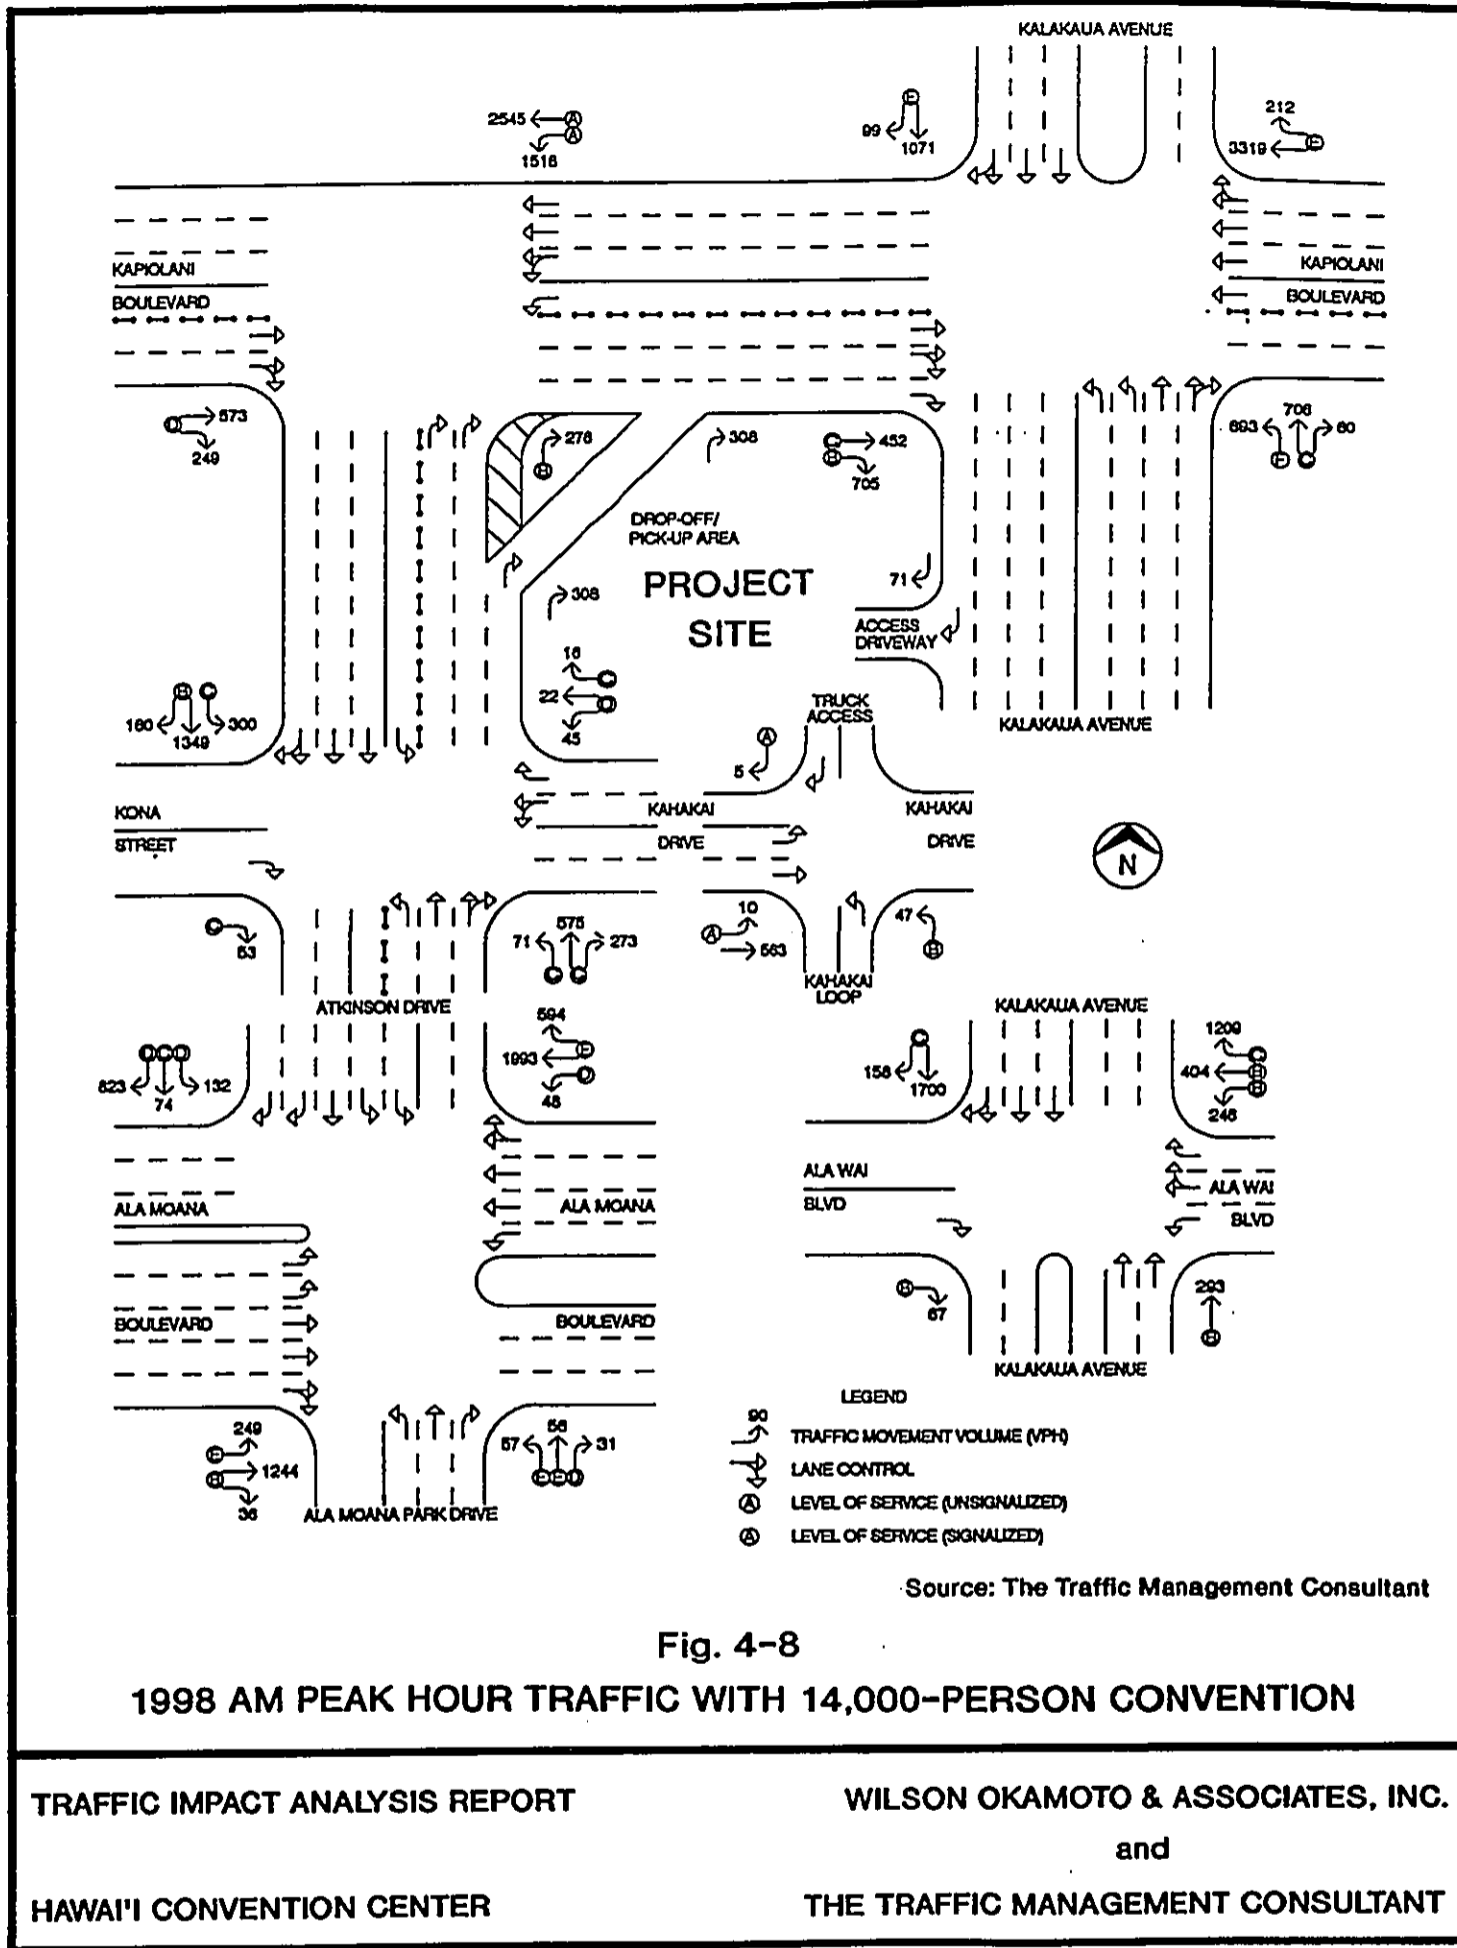 KALAKAUA AVENUE
2545
1516
99
1071
212
3319
KAPIOLANI
BOULEVARD
KAPIOLANI
BOULEVARD
573
249
276
308
452
705
693
706
60
DROP-OFF/
PICK-UP AREA
PROJECT
SITE
308
71
ACCESS
DRIVEWAY
16
22
45
160
1349
300
TRUCK
ACCESS
KALAKAUA AVENUE
5
KONA
STREET
KAHAKAI
DRIVE
KAHAKAI
DRIVE
N
53
71
575
273
10
563
47
KAHAKAI
LOOP
ATKINSON DRIVE
KALAKAUA AVENUE
823
74
132
594
1993
48
158
1700
1209
404
246
ALA MOANA
ALA MOANA
ALA WAI
BLVD
ALA WAI
BLVD
BOULEVARD
BOULEVARD
67
293
KALAKAUA AVENUE
249
1244
36
57
56
31
ALA MOANA PARK DRIVE
LEGEND
90
TRAFFIC MOVEMENT VOLUME (VPH)
LANE CONTROL
A LEVEL OF SERVICE (UNSIGNALIZED)
A LEVEL OF SERVICE (SIGNALIZED)
Source: The Traffic Management Consultant
Fig. 4-8
1998 AM PEAK HOUR TRAFFIC WITH 14,000-PERSON CONVENTION
TRAFFIC IMPACT ANALYSIS REPORT
HAWAI'I CONVENTION CENTER
WILSON OKAMOTO & ASSOCIATES, INC.
and
THE TRAFFIC MANAGEMENT CONSULTANT